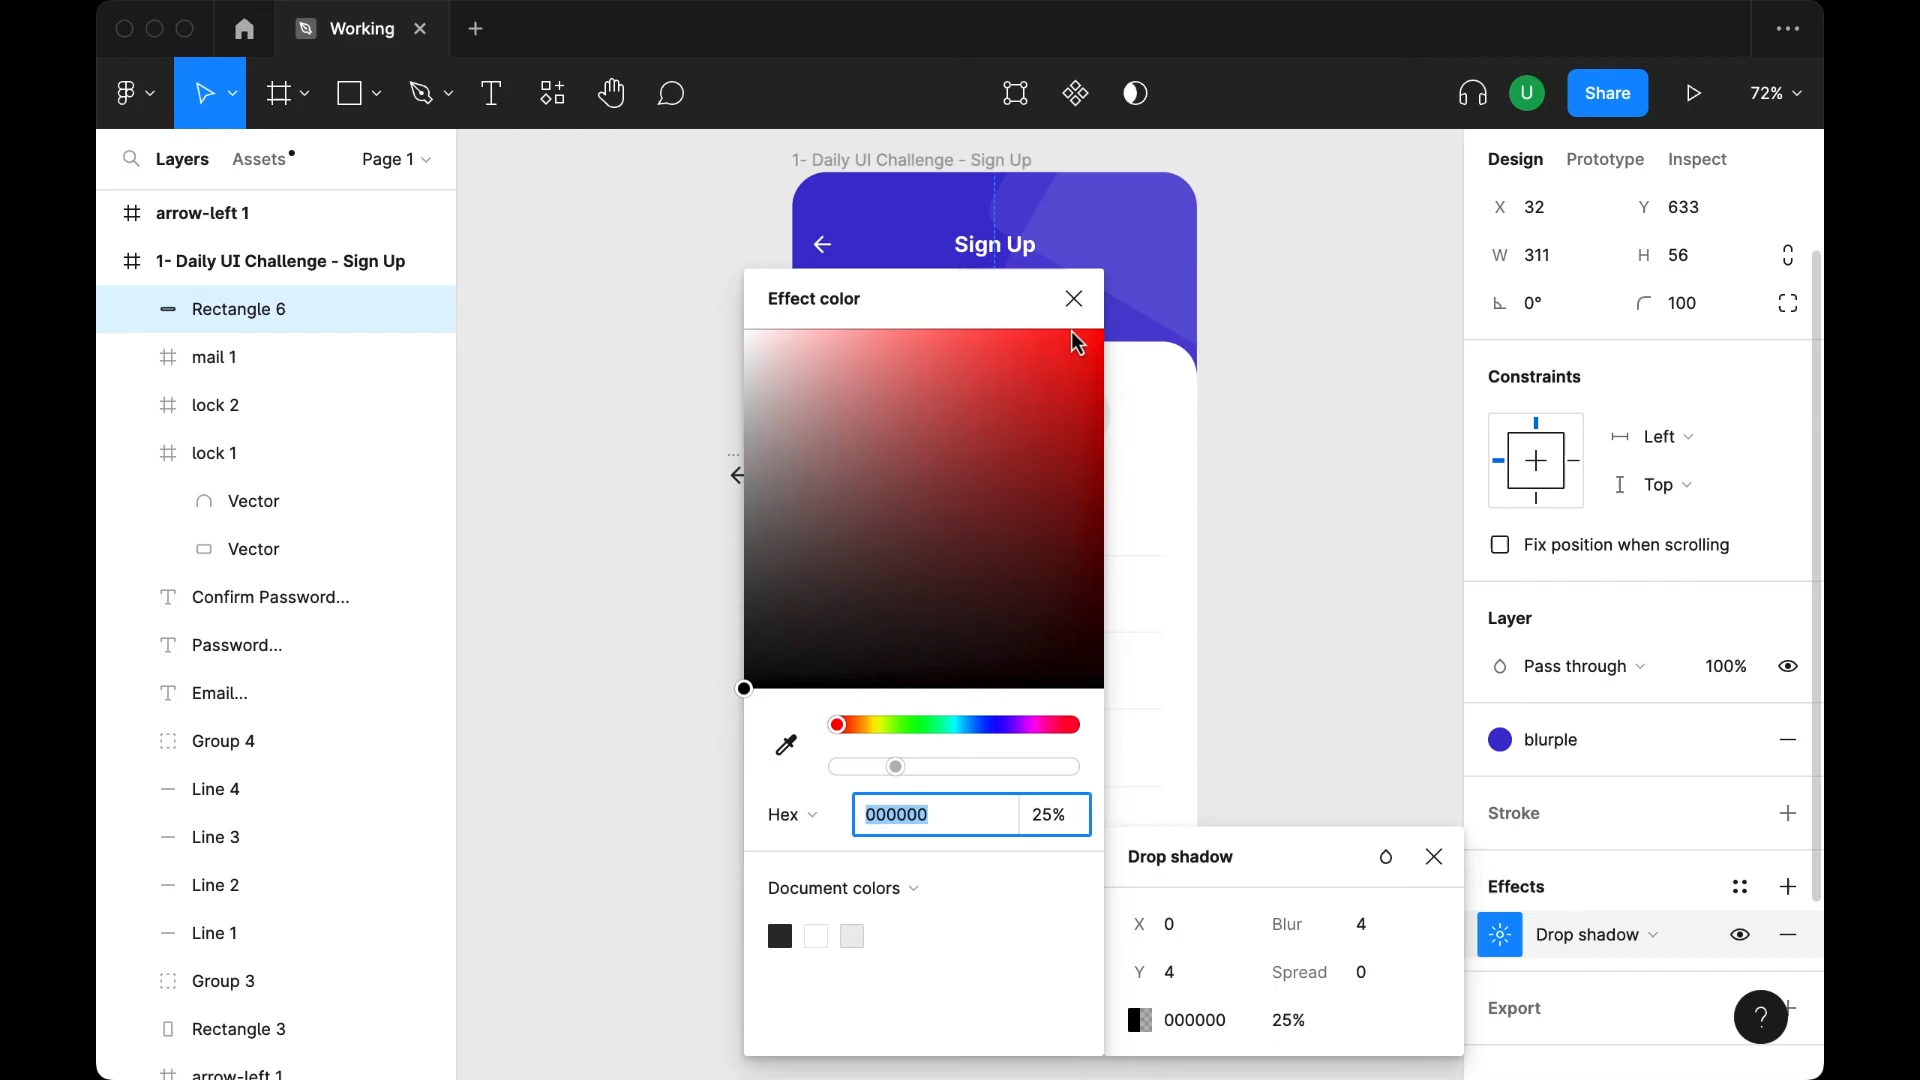 Working
Share
72%
U
Layers
Assets
Page 1
arrow-left 1
1- Daily UI Challenge - Sign Up
Rectangle 6
mail 1
lock 2
lock 1
Vector
Vector
Confirm Password...
Password...
Email...
Group 4
Line 4
Line 3
Line 2
Line 1
Group 3
Rectangle 3
arrow-left 1
1- Daily UI Challenge - Sign Up
Sign Up
...
Effect color
Hex
000000
25%
Document colors
Drop shadow
X 0
Blur 4
Y 4
Spread 0
000000
25%
Design
Prototype
Inspect
X 32
Y 633
W 311
H 56
0°
100
Constraints
Left
Top
Fix position when scrolling
Layer
Pass through
100%
blurple
Stroke
Effects
Drop shadow
Export
?